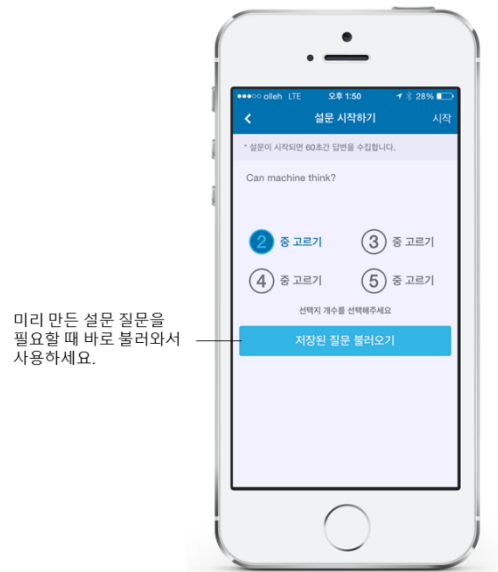 olleh LTE 오후 1:50 28%
설문 시작하기 시작
* 설문이 시작되면 60초간 답변을 수집합니다.
Can machine think?
2 중 고르기 3 중 고르기
4 중 고르기 5 중 고르기
선택지 개수를 선택해주세요
저장된 질문 불러오기
미리 만든 설문 질문을
필요할 때 바로 불러와서
사용하세요.